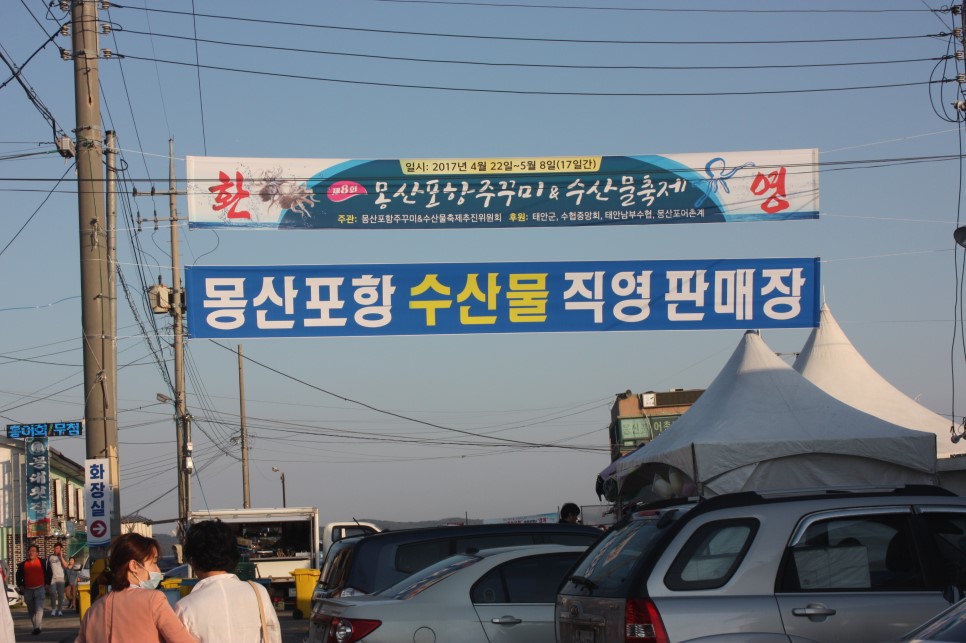 일시: 2017년 4월 22일~5월 8일(17일간)
환 제8회 몽산포항주꾸미&수산물축제 영
주관: 몽산포항주꾸미&수산물축제추진위원회 후원: 태안군, 수협중앙회, 태안남부수협, 몽산포어촌계
몽산포항 수산물 직영 판매장
화장실